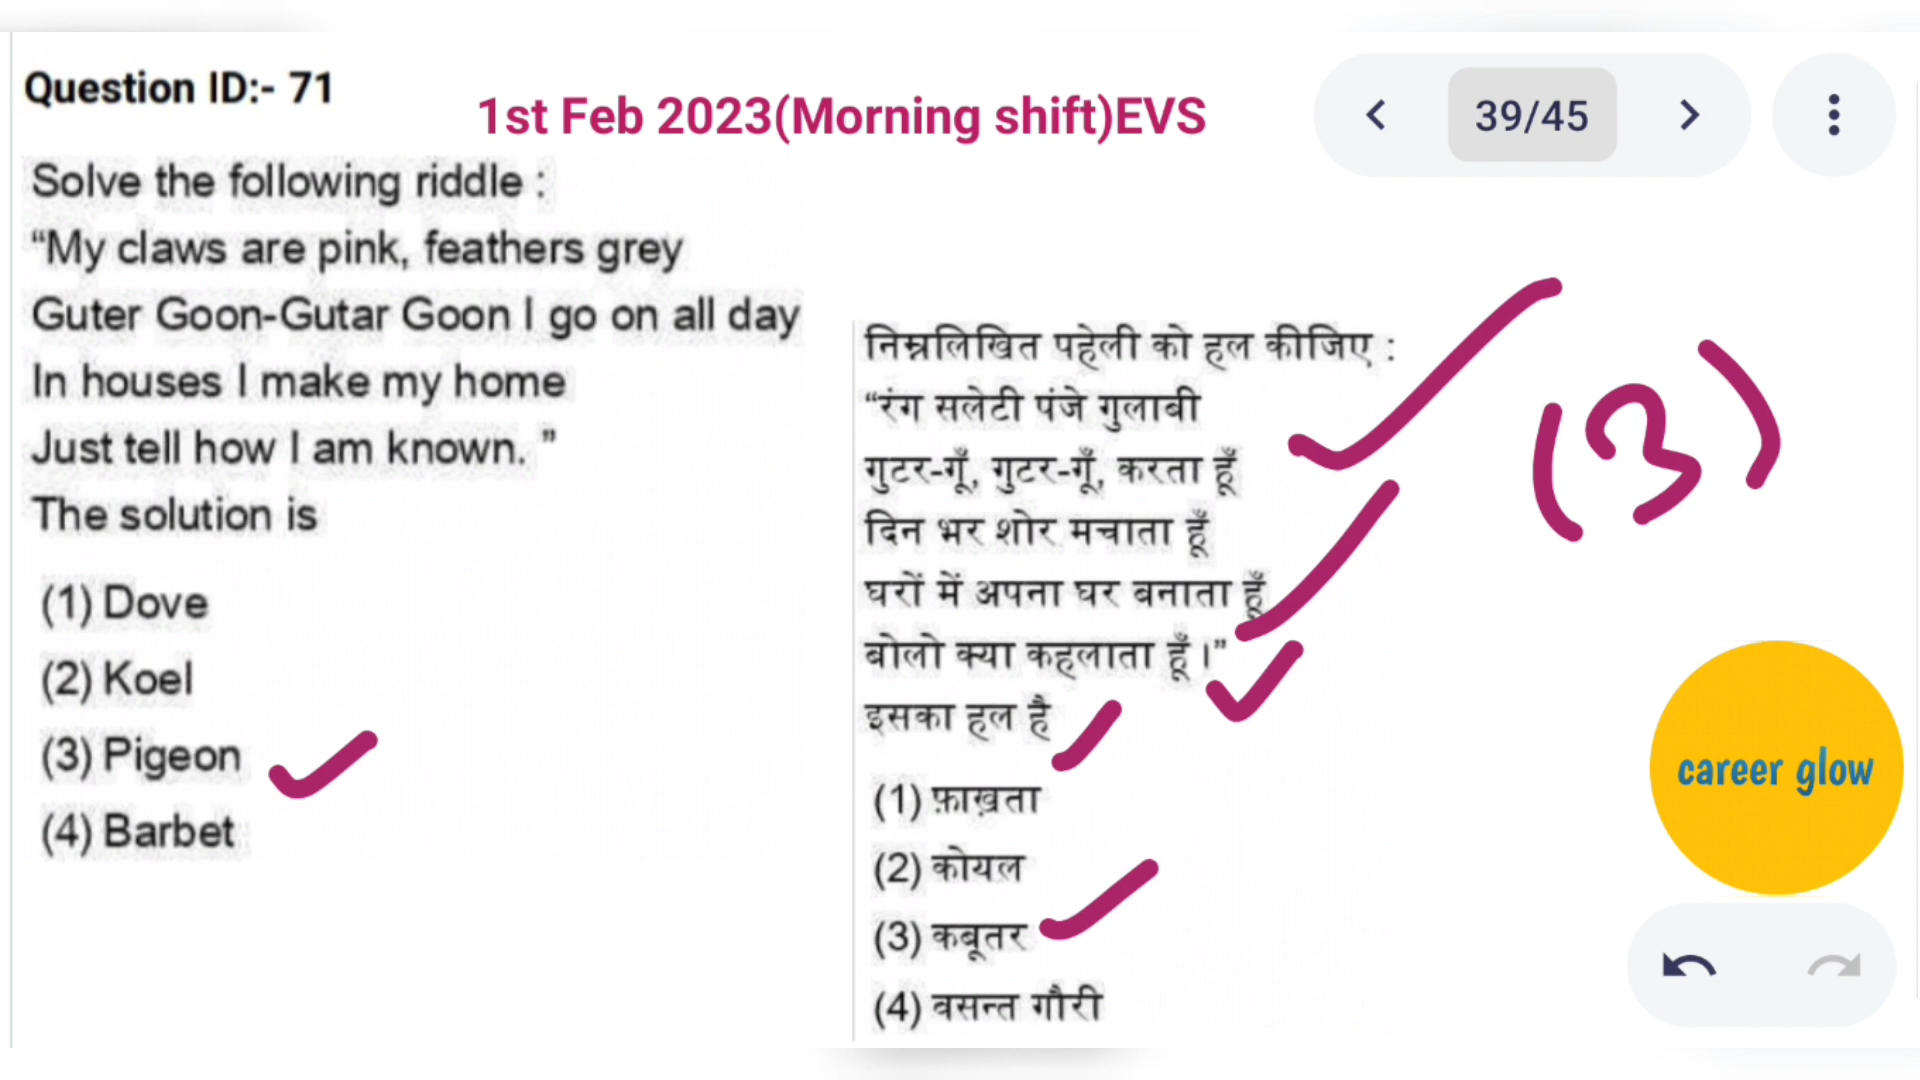 Question ID:- 71
1st Feb 2023(Morning shift)EVS
39/45
Solve the following riddle :
“My claws are pink, feathers grey
Guter Goon-Gutar Goon I go on all day
In houses I make my home
Just tell how I am known. ”
The solution is
(1) Dove
(2) Koel
(3) Pigeon
(4) Barbet
निम्नलिखित पहेली को हल कीजिए :
“रंग सलेटी पंजे गुलाबी
गुटर-गूँ, गुटर-गूँ, करता हूँ
दिन भर शोर मचाता हूँ
घरों में अपना घर बनाता हूँ
बोलो क्या कहलाता हूँ ।”
इसका हल है
(1) फ़ाख़ता
(2) कोयल
(3) कबूतर
(4) वसन्त गौरी
(3)
career glow